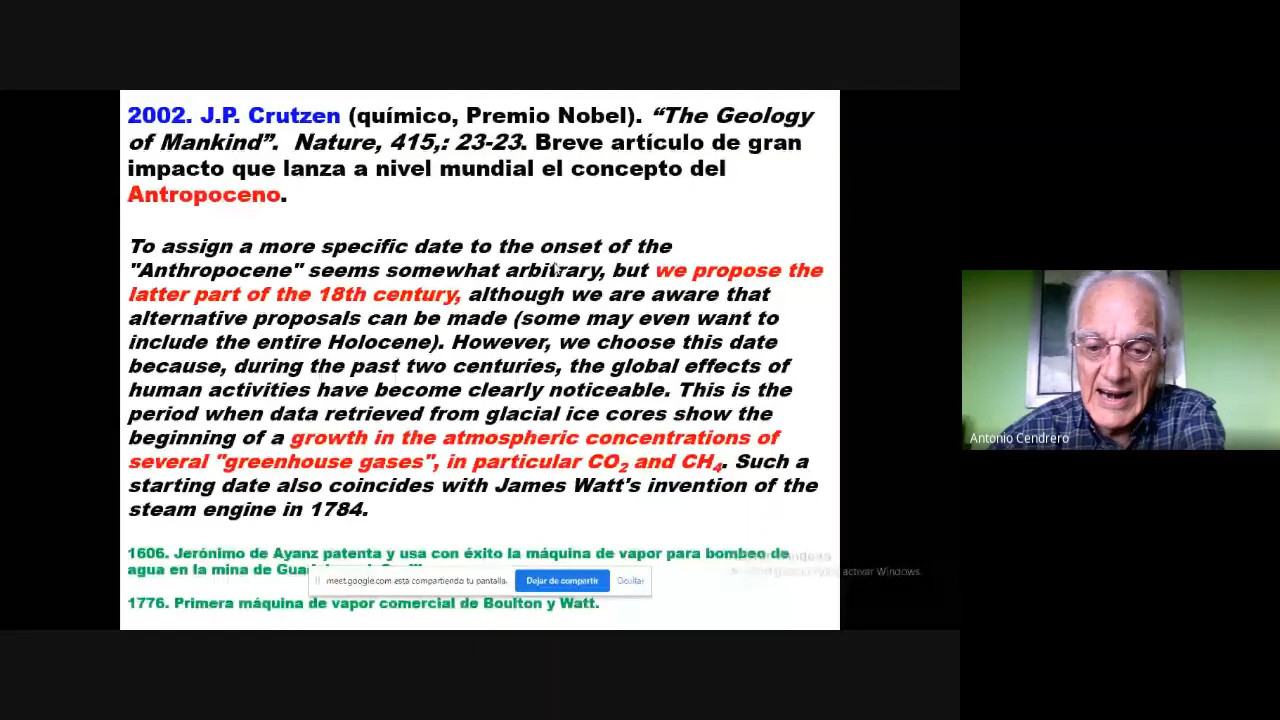 2002. J.P. Crutzen (químico, Premio Nobel). “The Geology
of Mankind”. Nature, 415,: 23-23. Breve artículo de gran
impacto que lanza a nivel mundial el concepto del
Antropoceno.
To assign a more specific date to the onset of the
"Anthropocene" seems somewhat arbitrary, but we propose the
latter part of the 18th century, although we are aware that
alternative proposals can be made (some may even want to
include the entire Holocene). However, we choose this date
because, during the past two centuries, the global effects of
human activities have become clearly noticeable. This is the
period when data retrieved from glacial ice cores show the
beginning of a growth in the atmospheric concentrations of
several "greenhouse gases", in particular CO₂ and CH₄. Such a
starting date also coincides with James Watt's invention of the
steam engine in 1784.
1606. Jerónimo de Ayanz patenta y usa con éxito la máquina de vapor para bombeo de
agua en la mina de
meet.google.com está compartiendo tu pantalla.
Dejar de compartir
Ocultar
activar Windows.
1776. Primera máquina de vapor comercial de Boulton y Watt.
Antonio Cendrero